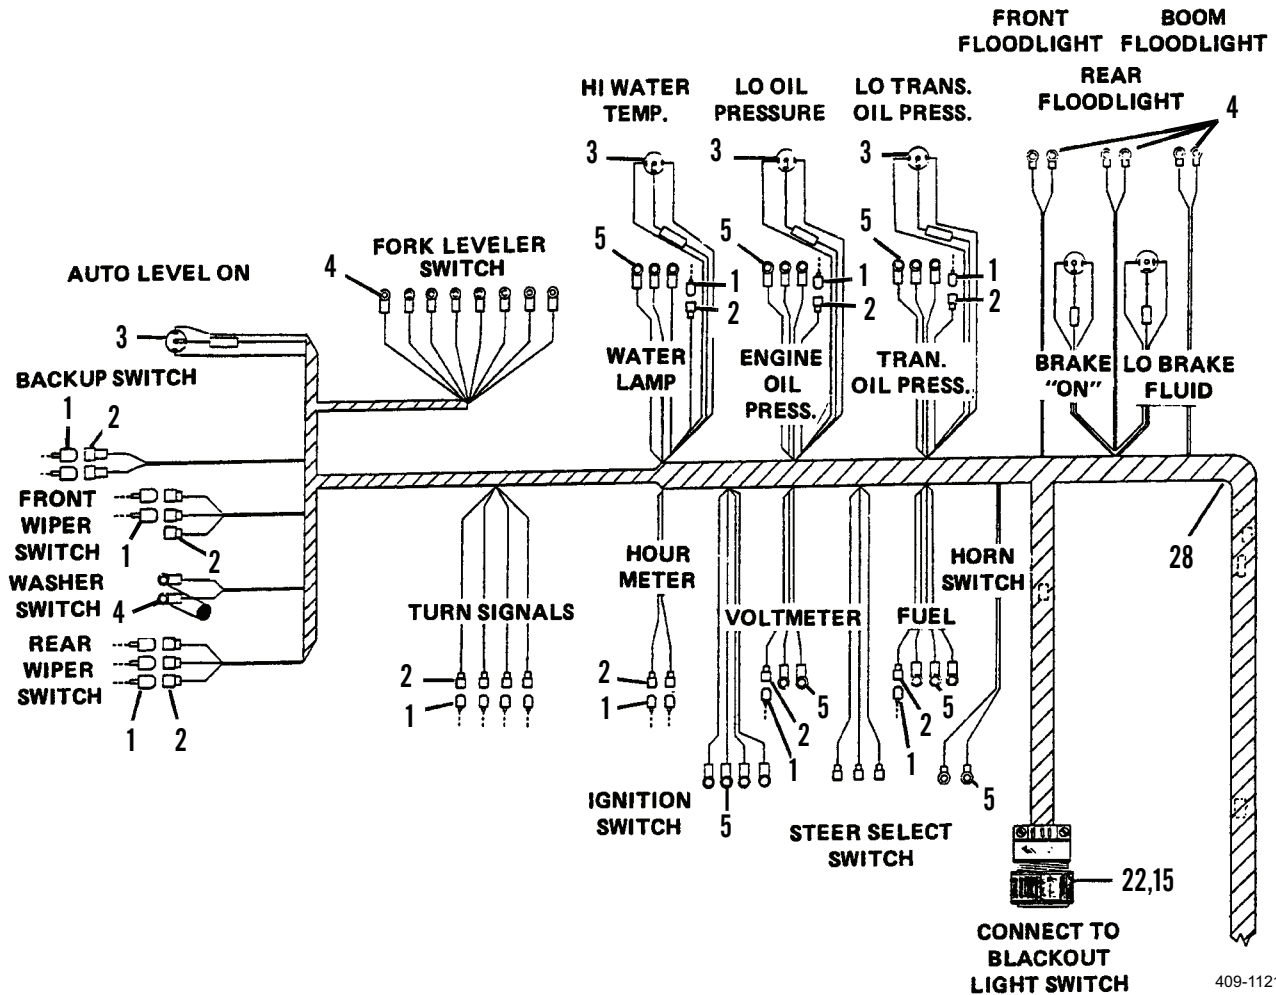 FRONT
FLOODLIGHT
BOOM
FLOODLIGHT
REAR
FLOODLIGHT
4
HI WATER
TEMP.
3
LO OIL
PRESSURE
3
LO TRANS.
OIL PRESS.
3
AUTO LEVEL ON
3
FORK LEVELER
SWITCH
4
5
1
2
5
1
2
5
1
2
WATER
LAMP
ENGINE
OIL
PRESS.
TRAN.
OIL PRESS.
BRAKE
"ON"
LO BRAKE
FLUID
BACKUP SWITCH
1
2
FRONT
WIPER
SWITCH
1
2
WASHER
SWITCH
4
REAR
WIPER
SWITCH
1
2
TURN SIGNALS
2
1
HOUR
METER
2
1
VOLTMETER
5
2
1
FUEL
5
2
1
HORN
SWITCH
5
28
IGNITION
SWITCH
5
STEER SELECT
SWITCH
22,15
CONNECT TO
BLACKOUT
LIGHT SWITCH
409-1121